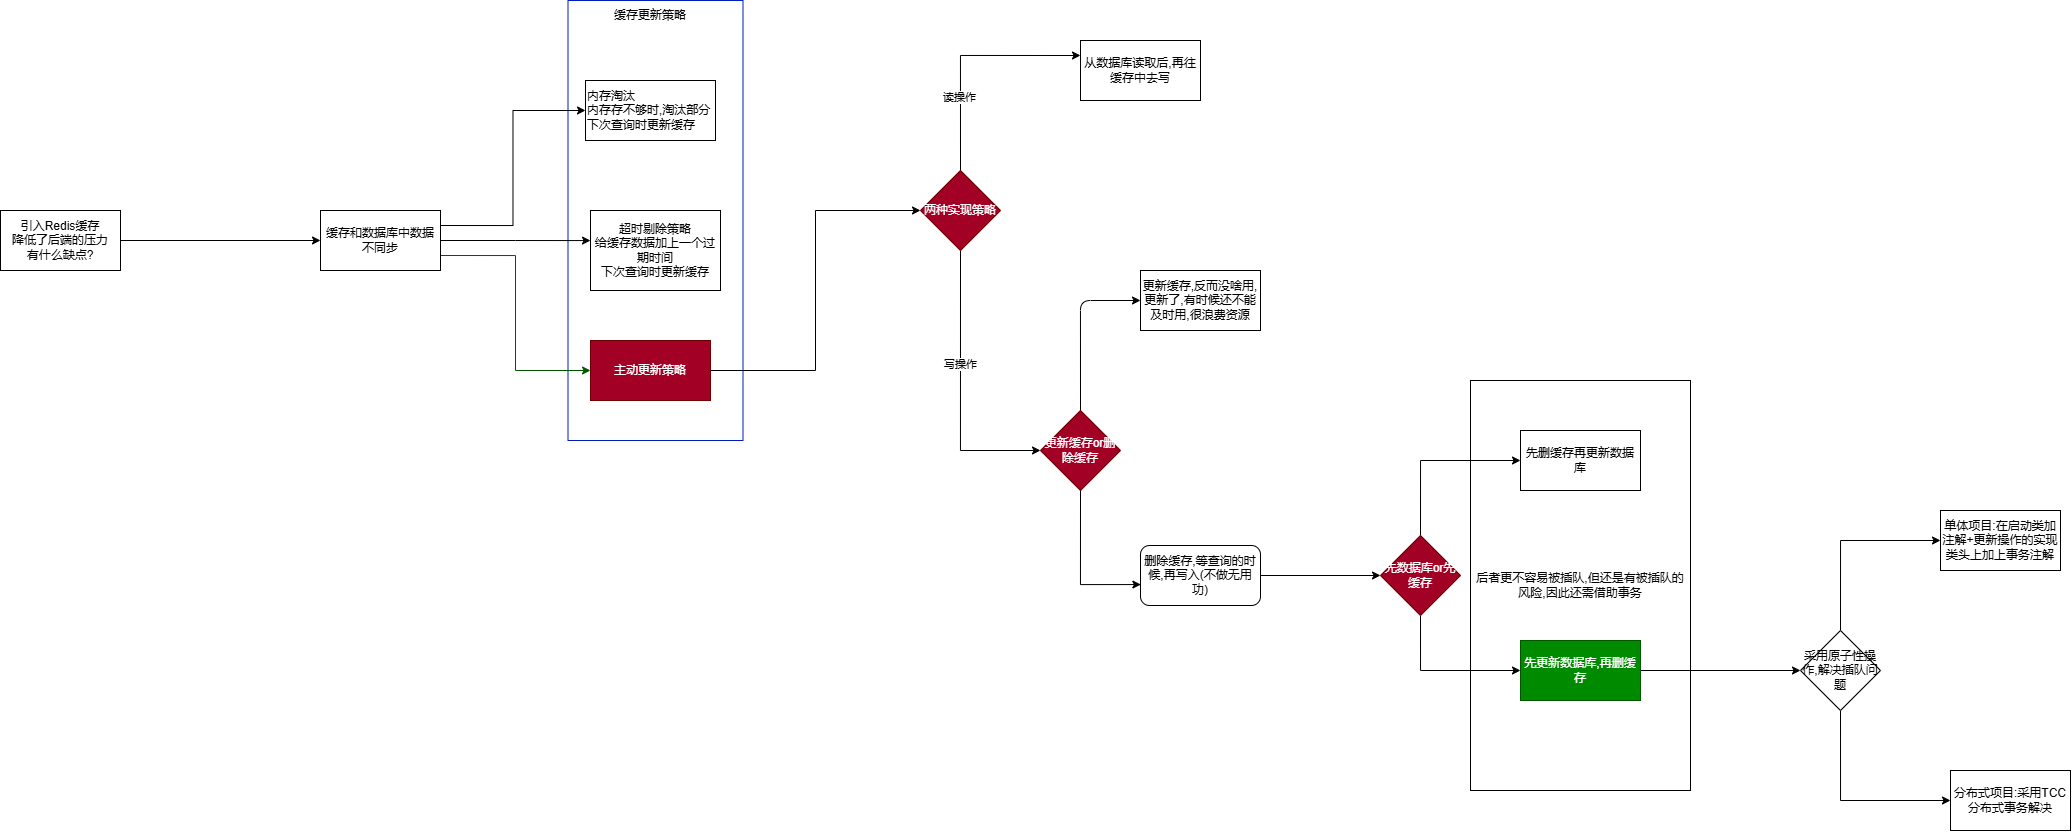 缓存更新策略
内存淘汰
内存存不够时,淘汰部分
下次查询时更新缓存
引入Redis缓存
降低了后端的压力
有什么缺点?
缓存和数据库中数据
不同步
超时剔除策略
给缓存数据加上一个过
期时间
下次查询时更新缓存
主动更新策略
两种实现策略
读操作
从数据库读取后,再往
缓存中去写
写操作
更新缓存or删
除缓存
更新缓存,反而没啥用,
更新了,有时候还不能
及时用,很浪费资源
删除缓存,等查询的时
候,再写入(不做无用
功)
先数据库or先
缓存
先删缓存再更新数据
库
后者更不容易被插队,但还是有被插队的
风险,因此还需借助事务
先更新数据库,再删缓
存
采用原子性操
作,解决插队问
题
单体项目:在启动类加
注解+更新操作的实现
类头上加上事务注解
分布式项目:采用TCC
分布式事务解决